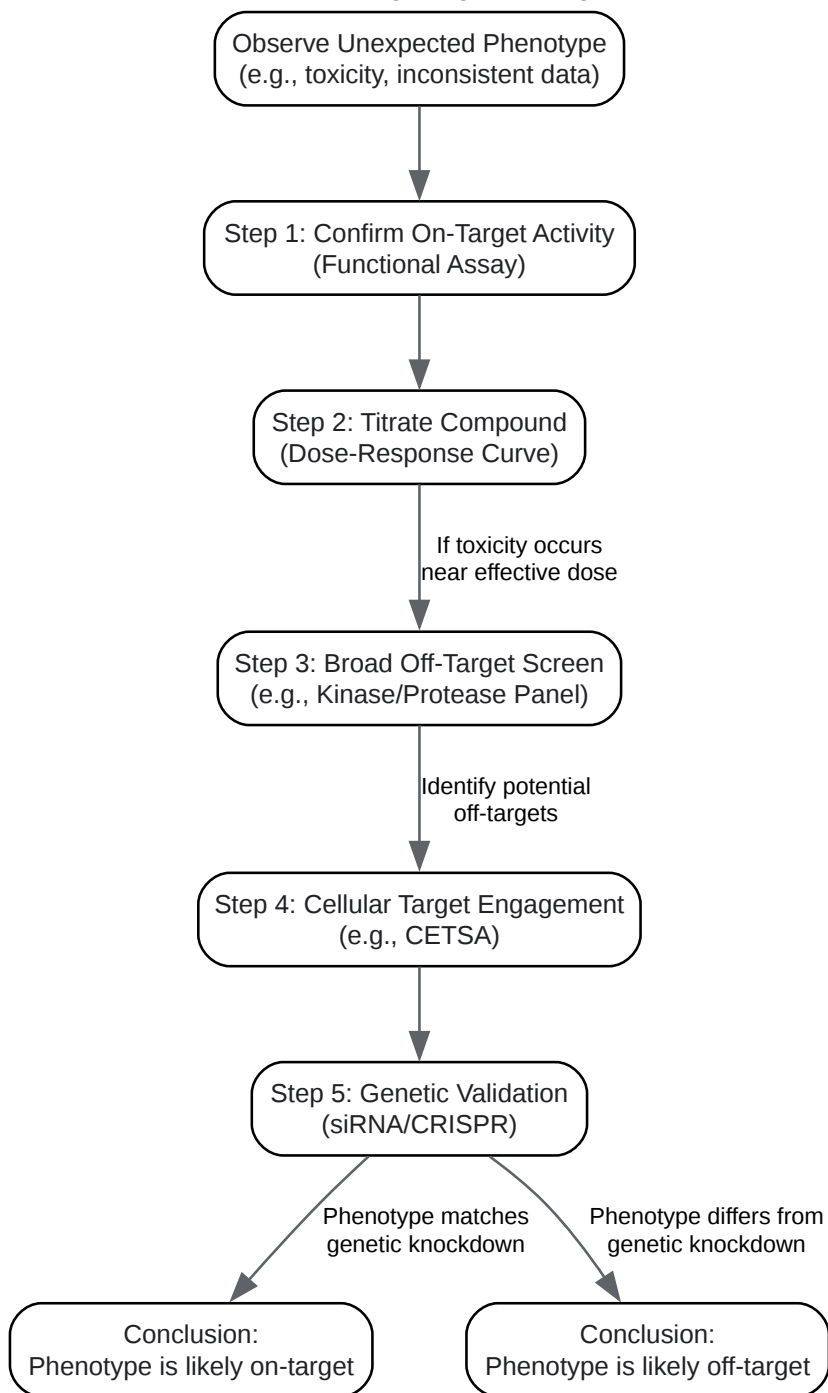 Observe Unexpected Phenotype
(e.g., toxicity, inconsistent data)
Step 1: Confirm On-Target Activity
(Functional Assay)
Step 2: Titrate Compound
(Dose-Response Curve)
If toxicity occurs
near effective dose
Step 3: Broad Off-Target Screen
(e.g., Kinase/Protease Panel)
Identify potential
off-targets
Step 4: Cellular Target Engagement
(e.g., CETSA)
Step 5: Genetic Validation
(siRNA/CRISPR)
Phenotype matches
genetic knockdown
Phenotype differs from
genetic knockdown
Conclusion:
Phenotype is likely on-target
Conclusion:
Phenotype is likely off-target